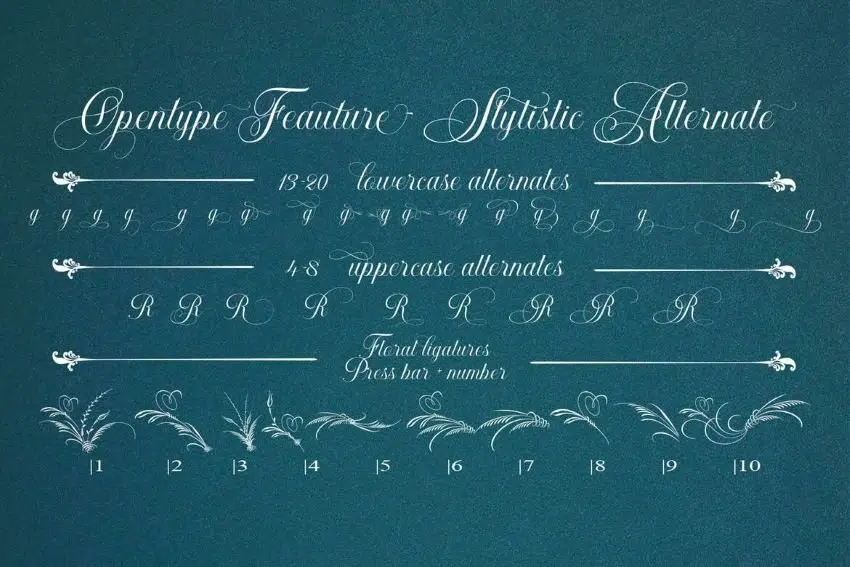 Opentype Feauture - Stylistic Alternate
13-20 lowercase alternates
g g g g g g g g g g g g g g g g g g g
4-8 uppercase alternates
R R R R R R R R R
Floral ligatures
Press bar + number
|1 |2 |3 |4 |5 |6 |7 |8 |9 |10